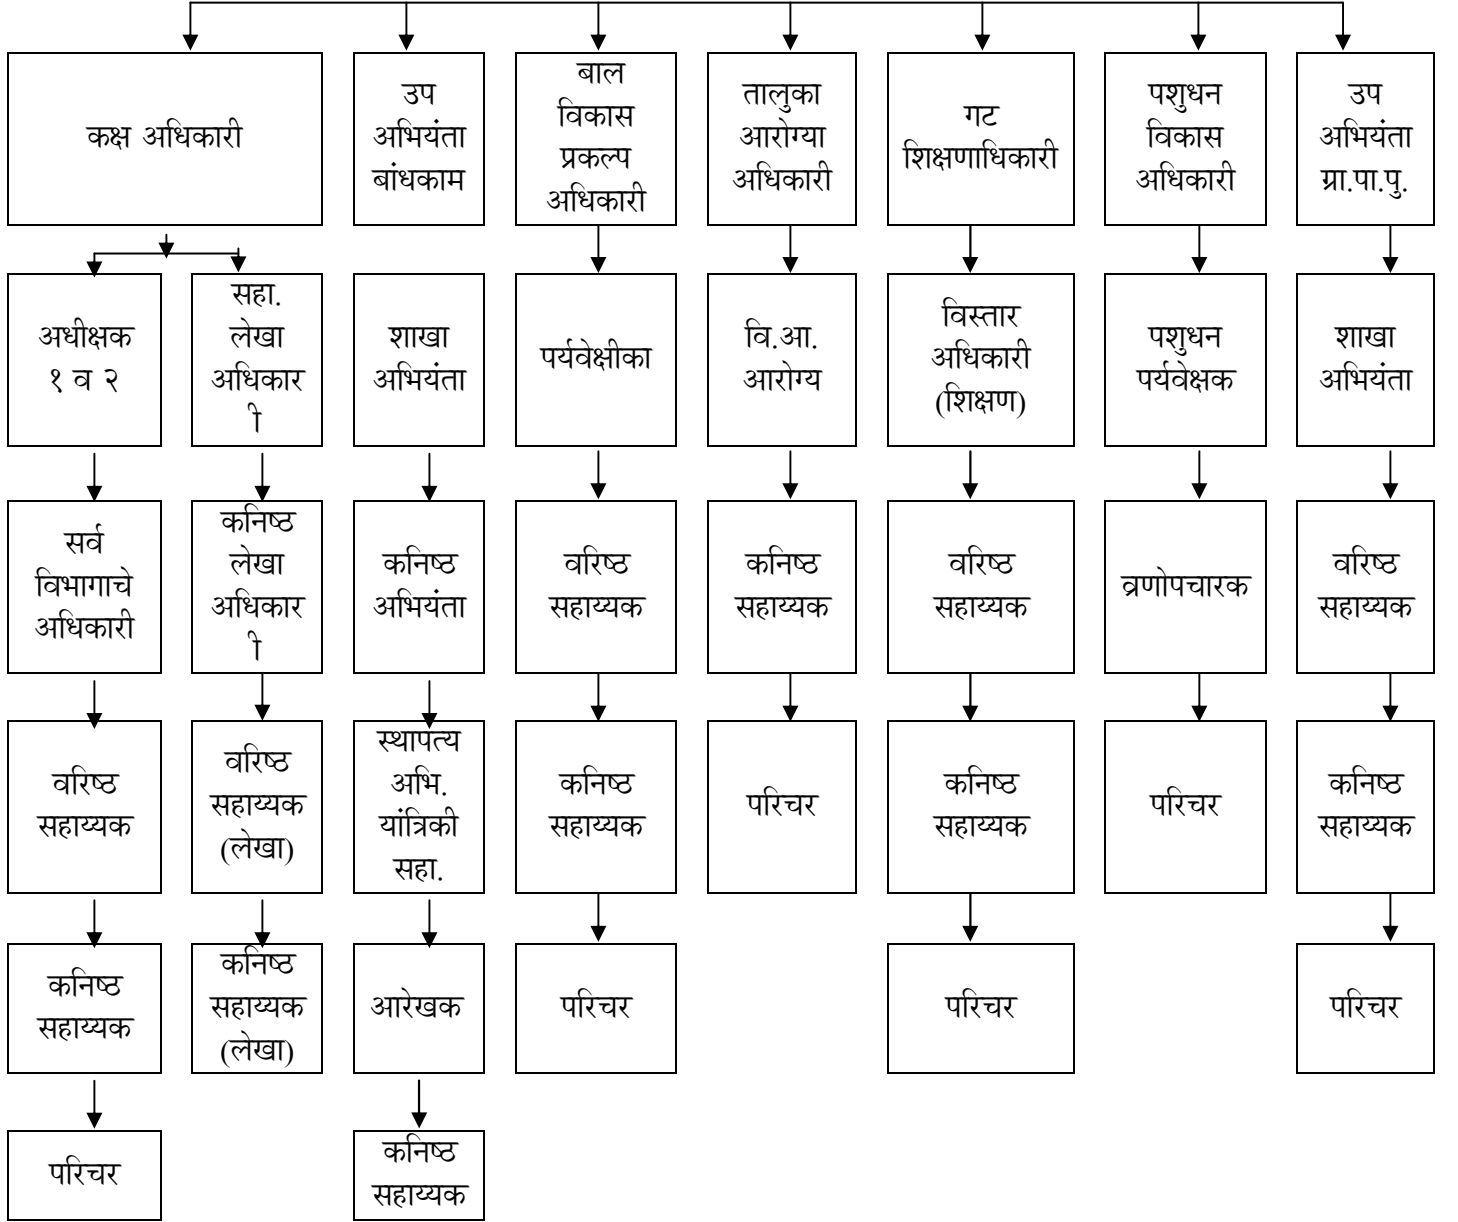 कक्ष अधिकारी
उप
अभियंता
बांधकाम
बाल
विकास
प्रकल्प
अधिकारी
तालुका
आरोग्या
अधिकारी
गट
शिक्षणाधिकारी
पशुधन
विकास
अधिकारी
उप
अभियंता
ग्रा.पा.पु.
अधीक्षक
१ व २
सहा.
लेखा
अधिकार
ी
शाखा
अभियंता
पर्यवेक्षीका
वि.आ.
आरोग्य
विस्तार
अधिकारी
(शिक्षण)
पशुधन
पर्यवेक्षक
शाखा
अभियंता
सर्व
विभागाचे
अधिकारी
कनिष्ठ
लेखा
अधिकार
ी
कनिष्ठ
अभियंता
वरिष्ठ
सहाय्यक
कनिष्ठ
सहाय्यक
वरिष्ठ
सहाय्यक
व्रणोपचारक
वरिष्ठ
सहाय्यक
वरिष्ठ
सहाय्यक
वरिष्ठ
सहाय्यक
(लेखा)
स्थापत्य
अभि.
यांत्रिकी
सहा.
कनिष्ठ
सहाय्यक
परिचर
कनिष्ठ
सहाय्यक
परिचर
कनिष्ठ
सहाय्यक
कनिष्ठ
सहाय्यक
कनिष्ठ
सहाय्यक
(लेखा)
आरेखक
परिचर
परिचर
परिचर
परिचर
कनिष्ठ
सहाय्यक